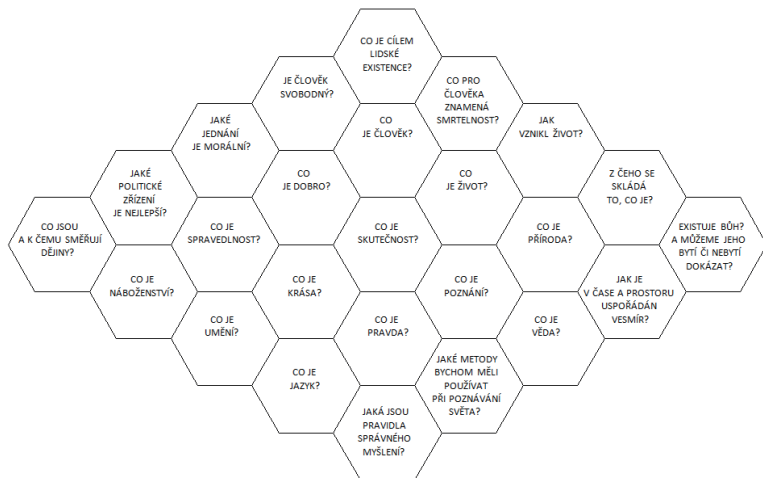 CO JE CÍLEM
LIDSKÉ
EXISTENCE?
JE ČLOVĚK
SVOBODNÝ?
CO PRO
ČLOVĚKA
ZNAMENÁ
SMRTELNOST?
JAKÉ
JEDNÁNÍ
JE MORÁLNÍ?
CO
JE ČLOVĚK?
JAK
VZNIKL ŽIVOT?
JAKÉ
POLITICKÉ
ZŘÍZENÍ
JE NEJLEPŠÍ?
CO
JE DOBRO?
CO
JE ŽIVOT?
Z ČEHO SE
SKLÁDÁ
TO, CO JE?
CO JSOU
A K ČEMU SMĚŘUJÍ
DĚJINY?
CO JE
SPRAVEDLNOST?
CO JE
SKUTEČNOST?
CO JE
PŘÍRODA?
EXISTUJE BŮH?
A MŮŽEME JEHO
BYTÍ ČI NEBYTÍ
DOKÁZAT?
CO JE
NÁBOŽENSTVÍ?
CO JE
KRÁSA?
CO JE
POZNÁNÍ?
JAK JE
V ČASE A PROSTORU
USPOŘÁDÁN
VESMÍR?
CO JE
UMĚNÍ?
CO JE
PRAVDA?
CO JE
VĚDA?
CO JE
JAZYK?
JAKÉ METODY
BYCHOM MĚLI
POUŽÍVAT
PŘI POZNÁVÁNÍ
SVĚTA?
JAKÁ JSOU
PRAVIDLA
SPRÁVNÉHO
MYŠLENÍ?